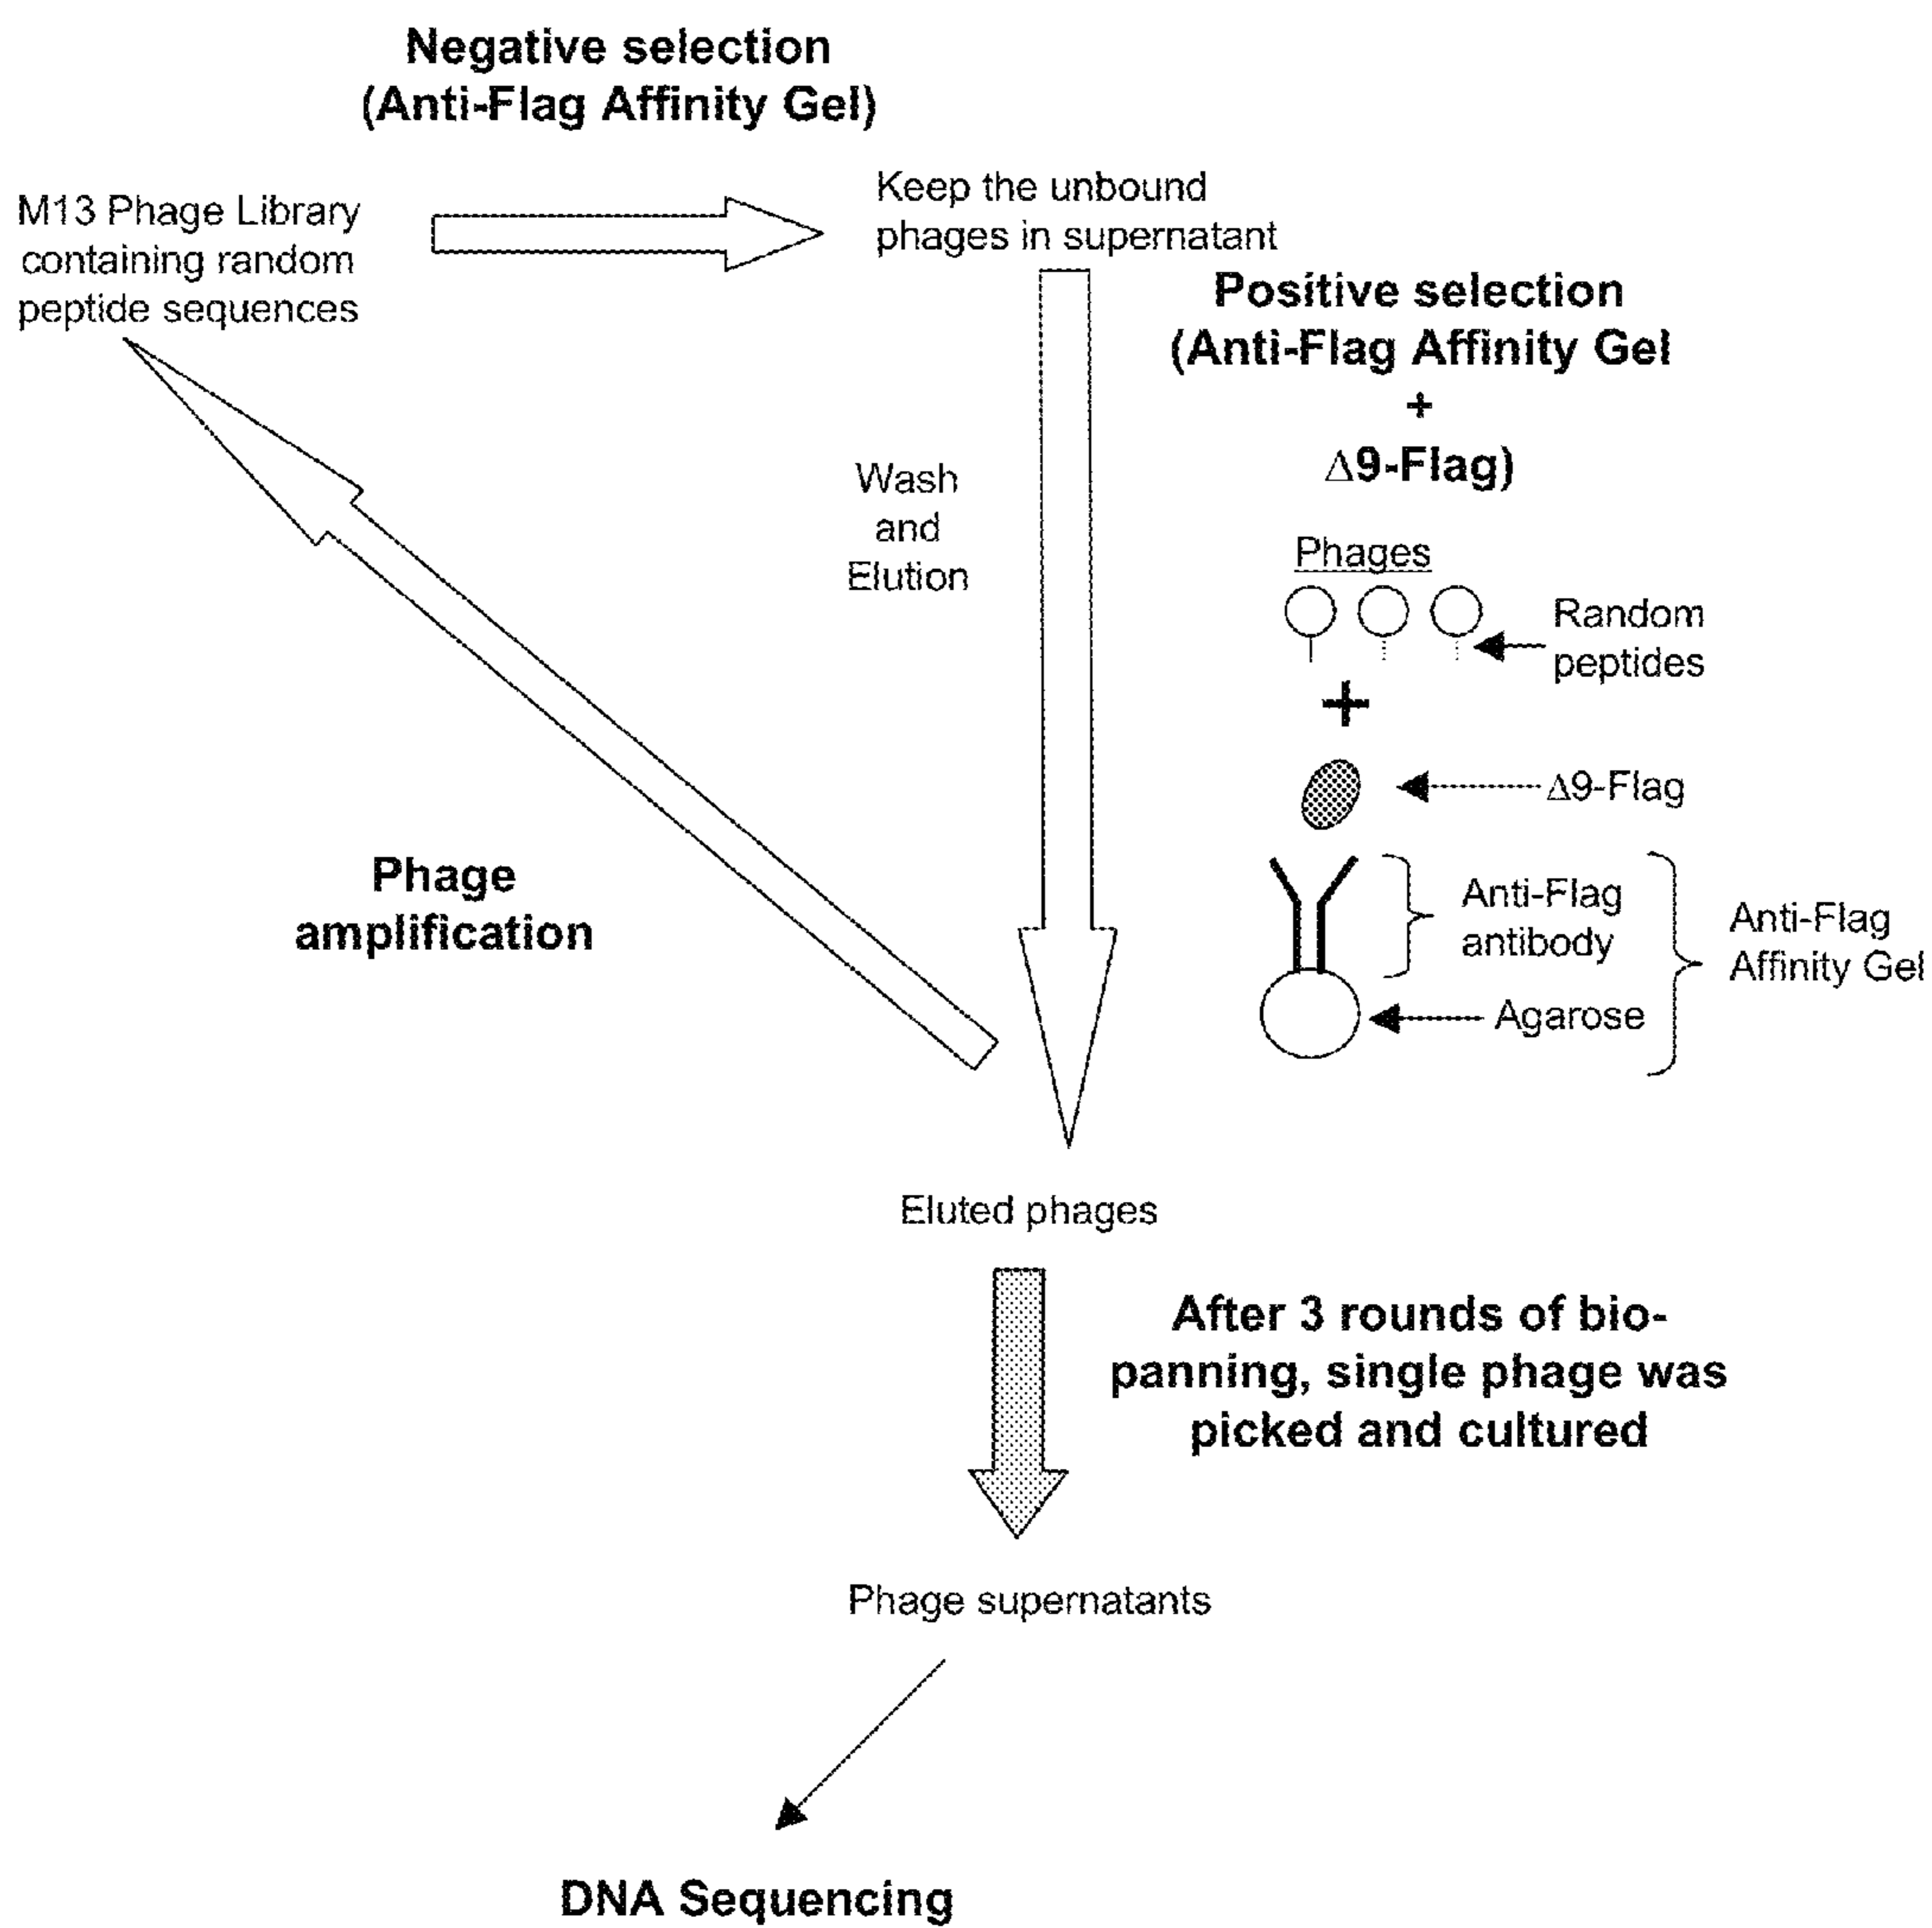 Negative selection
(Anti-Flag Affinity Gel)
M13 Phage Library
containing random
peptide sequences
Keep the unbound
phages in supernatant
Positive selection
(Anti-Flag Affinity Gel
+
Δ9-Flag)
Wash
and
Elution
Phages
Random
peptides
+
Δ9-Flag
Anti-Flag
antibody
Anti-Flag
Affinity Gel
Agarose
Phage
amplification
Eluted phages
After 3 rounds of bio-
panning, single phage was
picked and cultured
Phage supernatants
DNA Sequencing